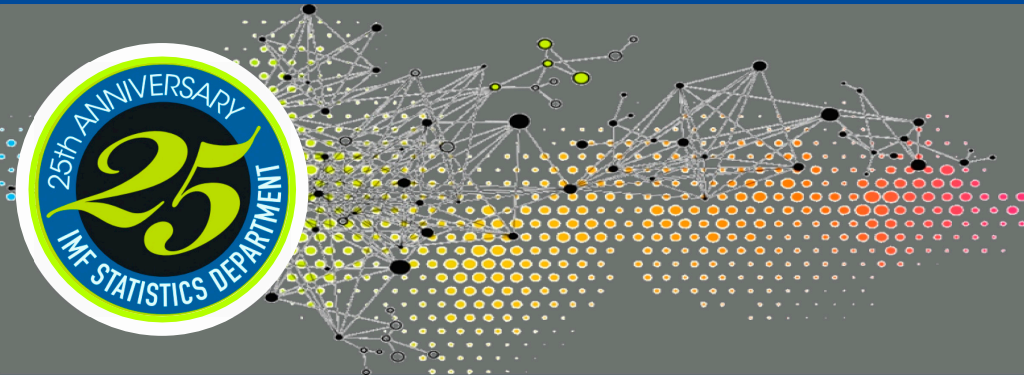 25th ANNIVERSARY
25
IMF STATISTICS DEPARTMENT